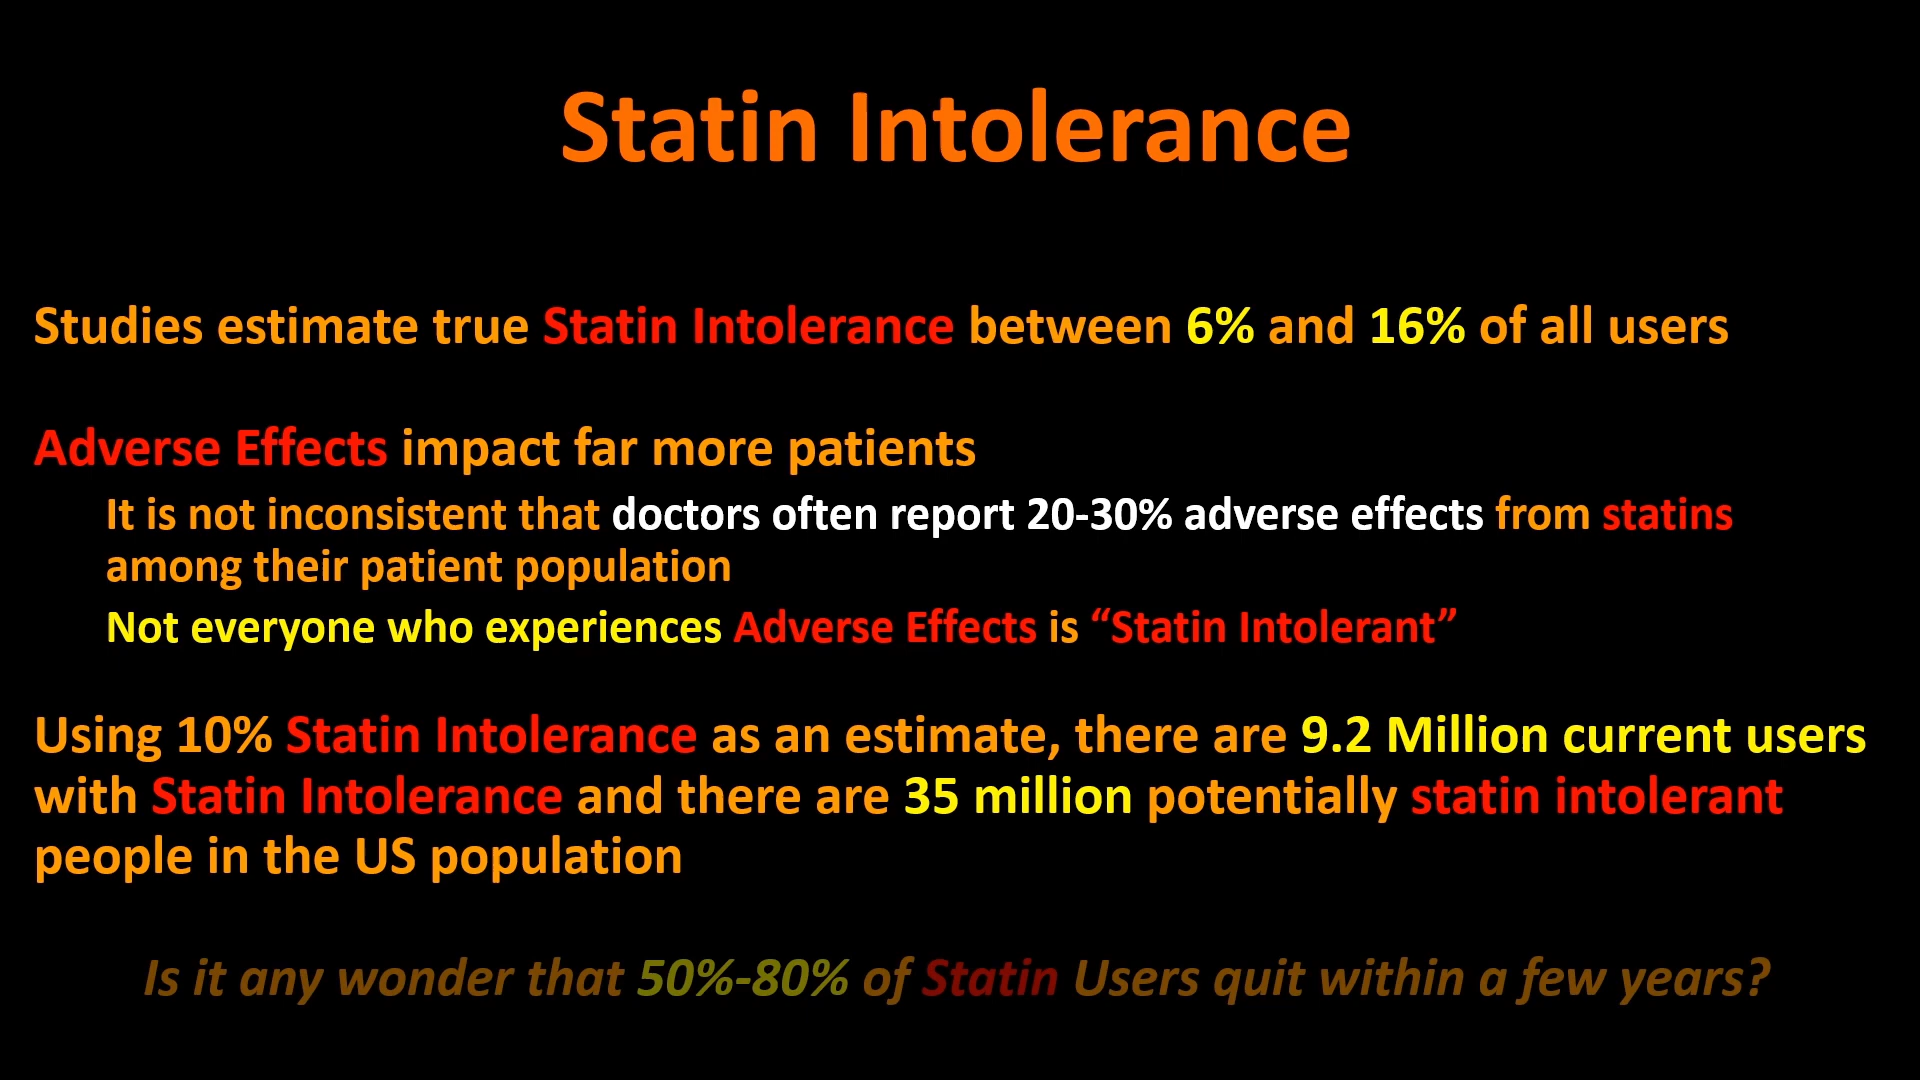 Statin Intolerance
Studies estimate true Statin Intolerance between 6% and 16% of all users
Adverse Effects impact far more patients
It is not inconsistent that doctors often report 20-30% adverse effects from statins
among their patient population
Not everyone who experiences Adverse Effects is “Statin Intolerant”
Using 10% Statin Intolerance as an estimate, there are 9.2 Million current users
with Statin Intolerance and there are 35 million potentially statin intolerant
people in the US population
Is it any wonder that 50%-80% of Statin Users quit within a few years?